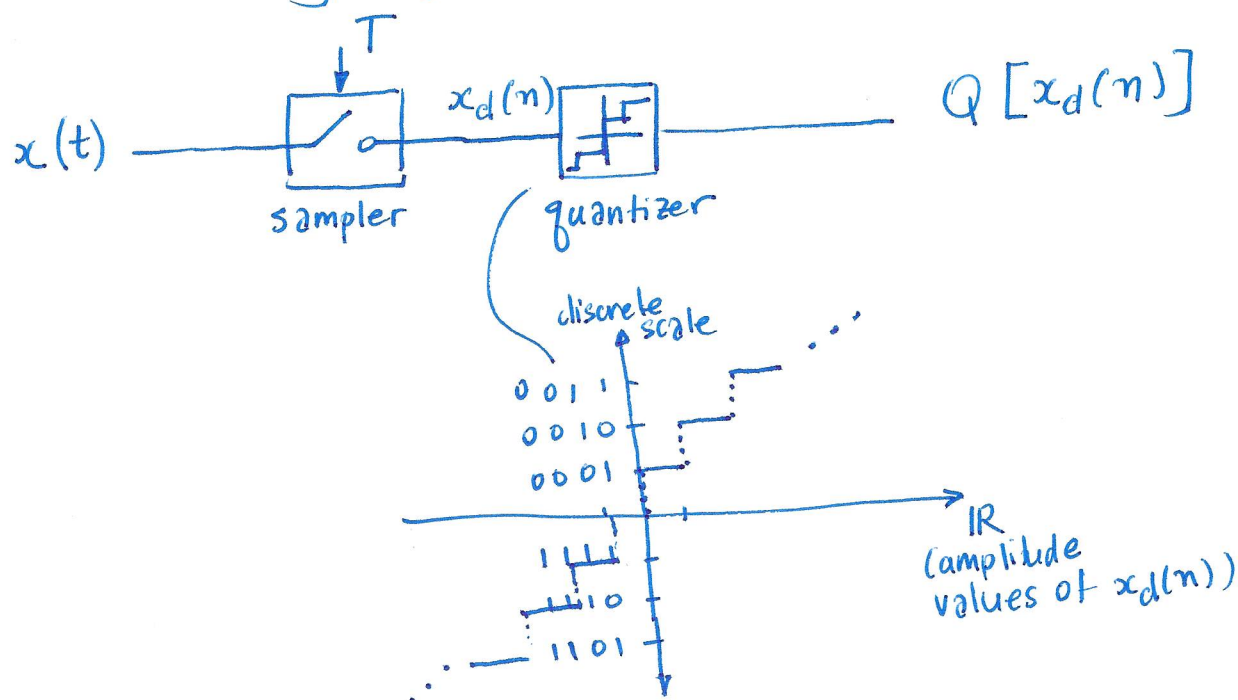 T
x(t)
x_d(n)
Q[x_d(n)]
sampler
quantizer
discrete
scale
0011
0010
0001
IR
(amplitude
values of x_d(n))
1111
1110
1101